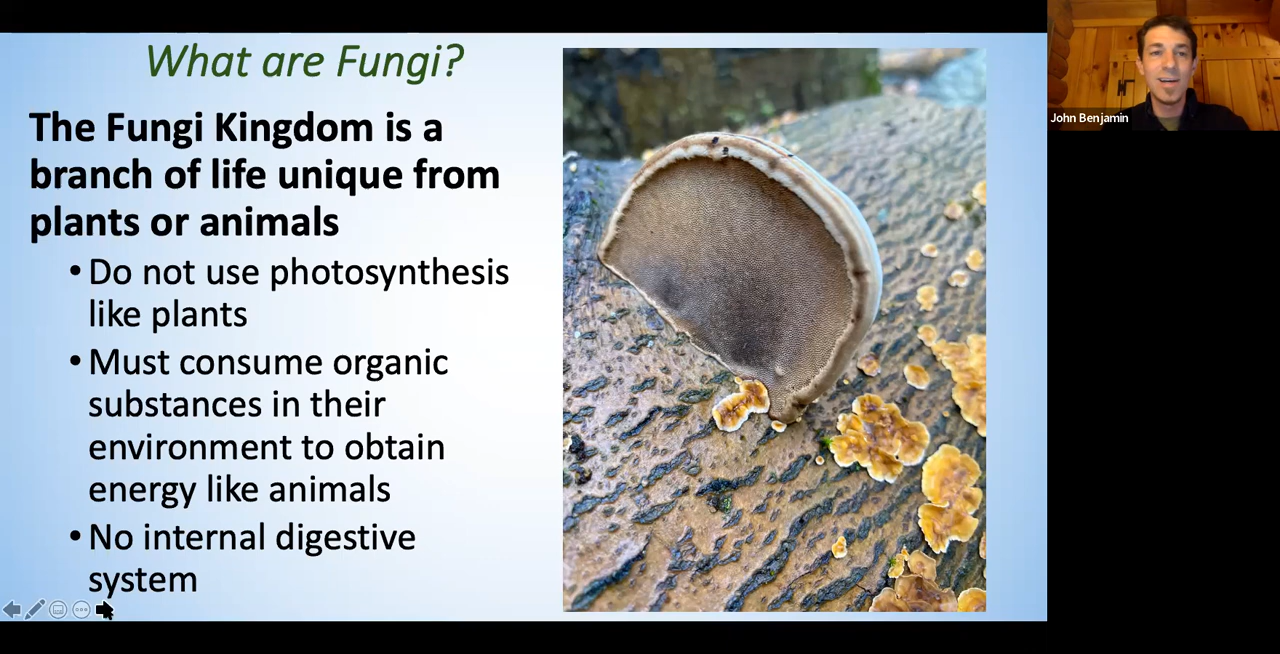 What are Fungi?
The Fungi Kingdom is a
branch of life unique from
plants or animals
• Do not use photosynthesis
like plants
• Must consume organic
substances in their
environment to obtain
energy like animals
• No internal digestive
system
John Benjamin